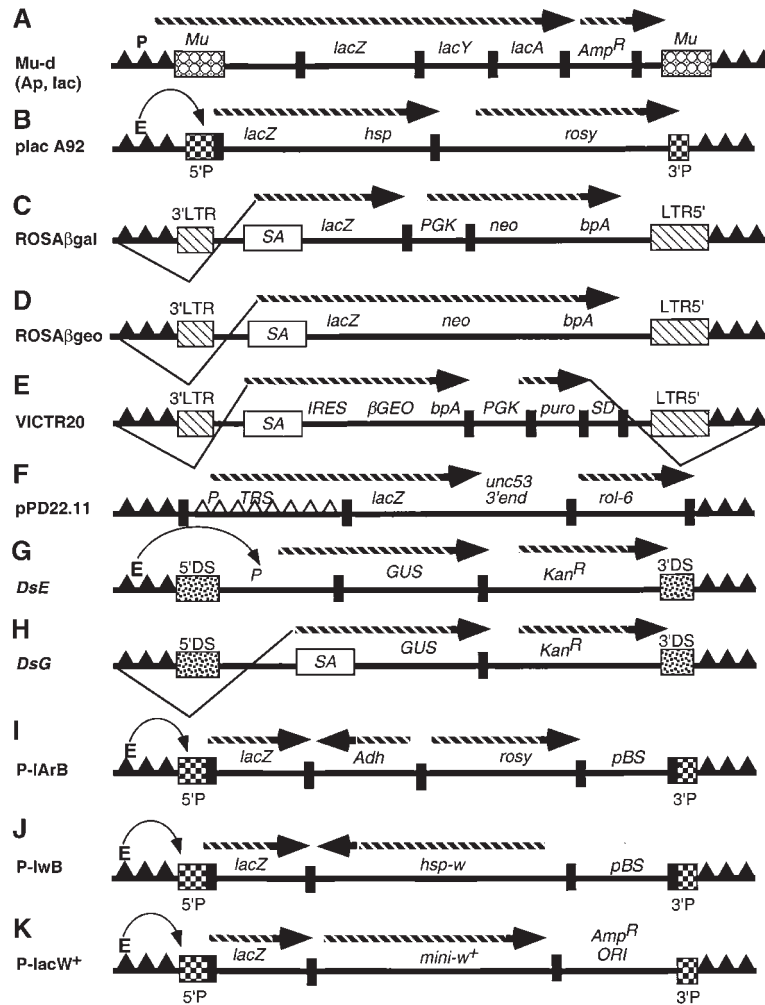 A
P
Mu
lacZ
lacY
lacA
Amp^R
Mu
Mu-d
(Ap, lac)
B
E
lacZ
hsp
rosy
plac A92
5'P
3'P
C
3'LTR
lacZ
PGK
neo
bpA
LTR5'
SA
ROSAβgal
D
3'LTR
lacZ
neo
bpA
LTR5'
SA
ROSAβgeo
E
3'LTR
IRES
βGEO
bpA
PGK
puro
SD
LTR5'
SA
VICTR20
F
P
TRS
lacZ
unc53
3'end
rol-6
pPD22.11
G
E
5'DS
P
GUS
Kan^R
3'DS
DsE
H
5'DS
GUS
Kan^R
3'DS
SA
DsG
I
E
lacZ
Adh
rosy
pBS
P-lArB
5'P
3'P
J
E
lacZ
hsp-w
pBS
P-lwB
5'P
3'P
K
E
lacZ
mini-w⁺
Amp^R
ORI
P-lacW⁺
5'P
3'P